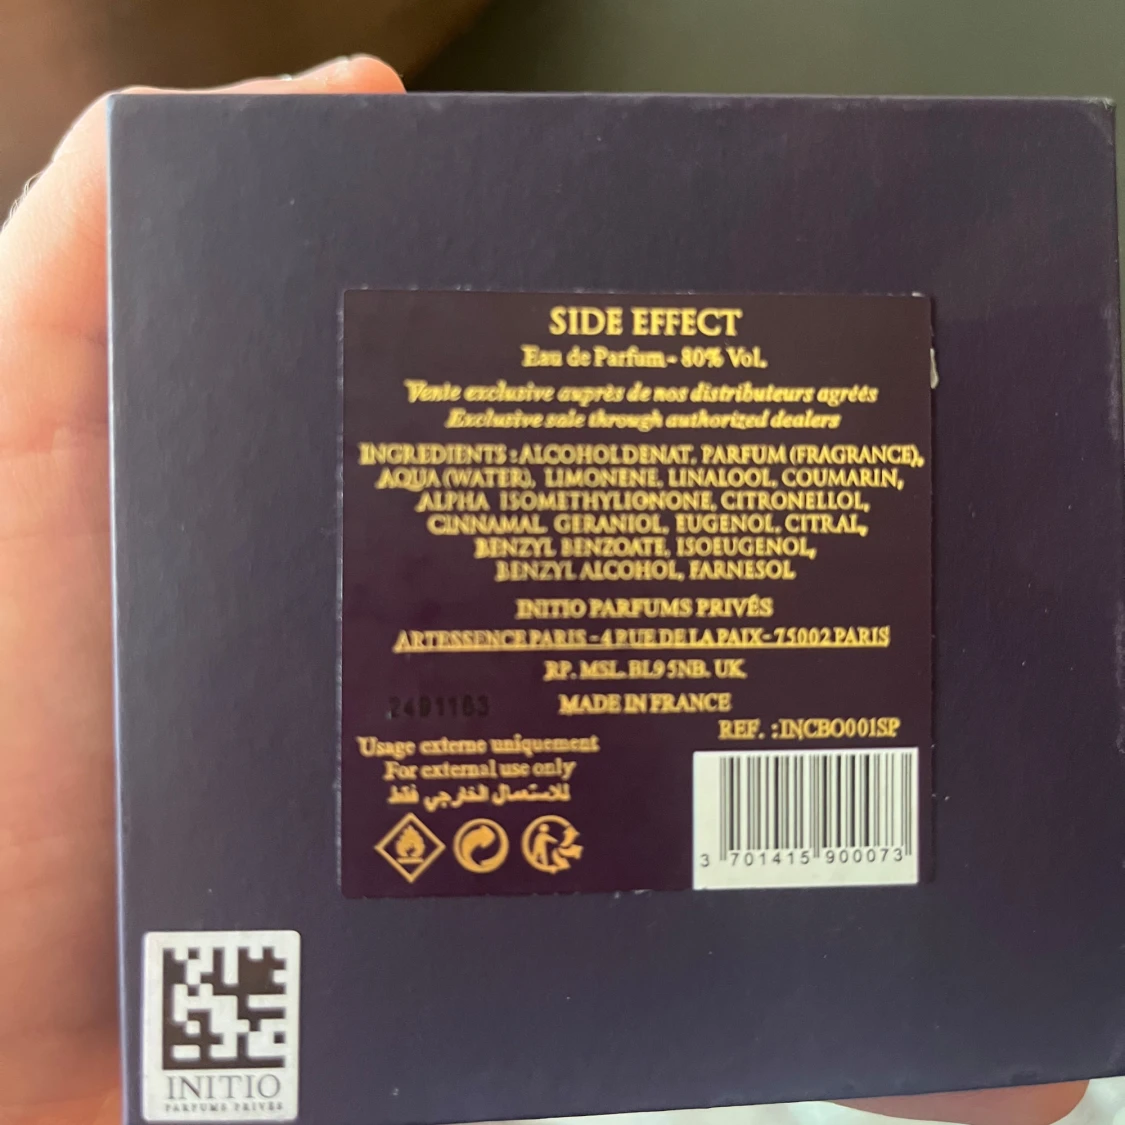 SIDE EFFECT
Eau de Parfum - 80% Vol.
Vente exclusive auprès de nos distributeurs agréés
Exclusive sale through authorized dealers
INGREDIENTS : ALCOHOL DENAT, PARFUM (FRAGRANCE),
AQUA (WATER), LIMONENE, LINALOOL, COUMARIN,
ALPHA ISOMETHYLIONONE, CITRONELLOL,
CINNAMAL, GERANIOL, EUGENOL, CITRAL,
BENZYL BENZOATE, ISOEUGENOL,
BENZYL ALCOHOL, FARNESOL
INITIO PARFUMS PRIVÉS
ARTESSENCE PARIS - 4 RUE DE LA PAIX - 75002 PARIS
RP. MSL. BL9 5NB. UK
MADE IN FRANCE
REF. : INCBO001SP
Usage externe uniquement
For external use only
للاستعمال الخارجي فقط
3 701415 900073
INITIO
PARFUMS PRIVÉS